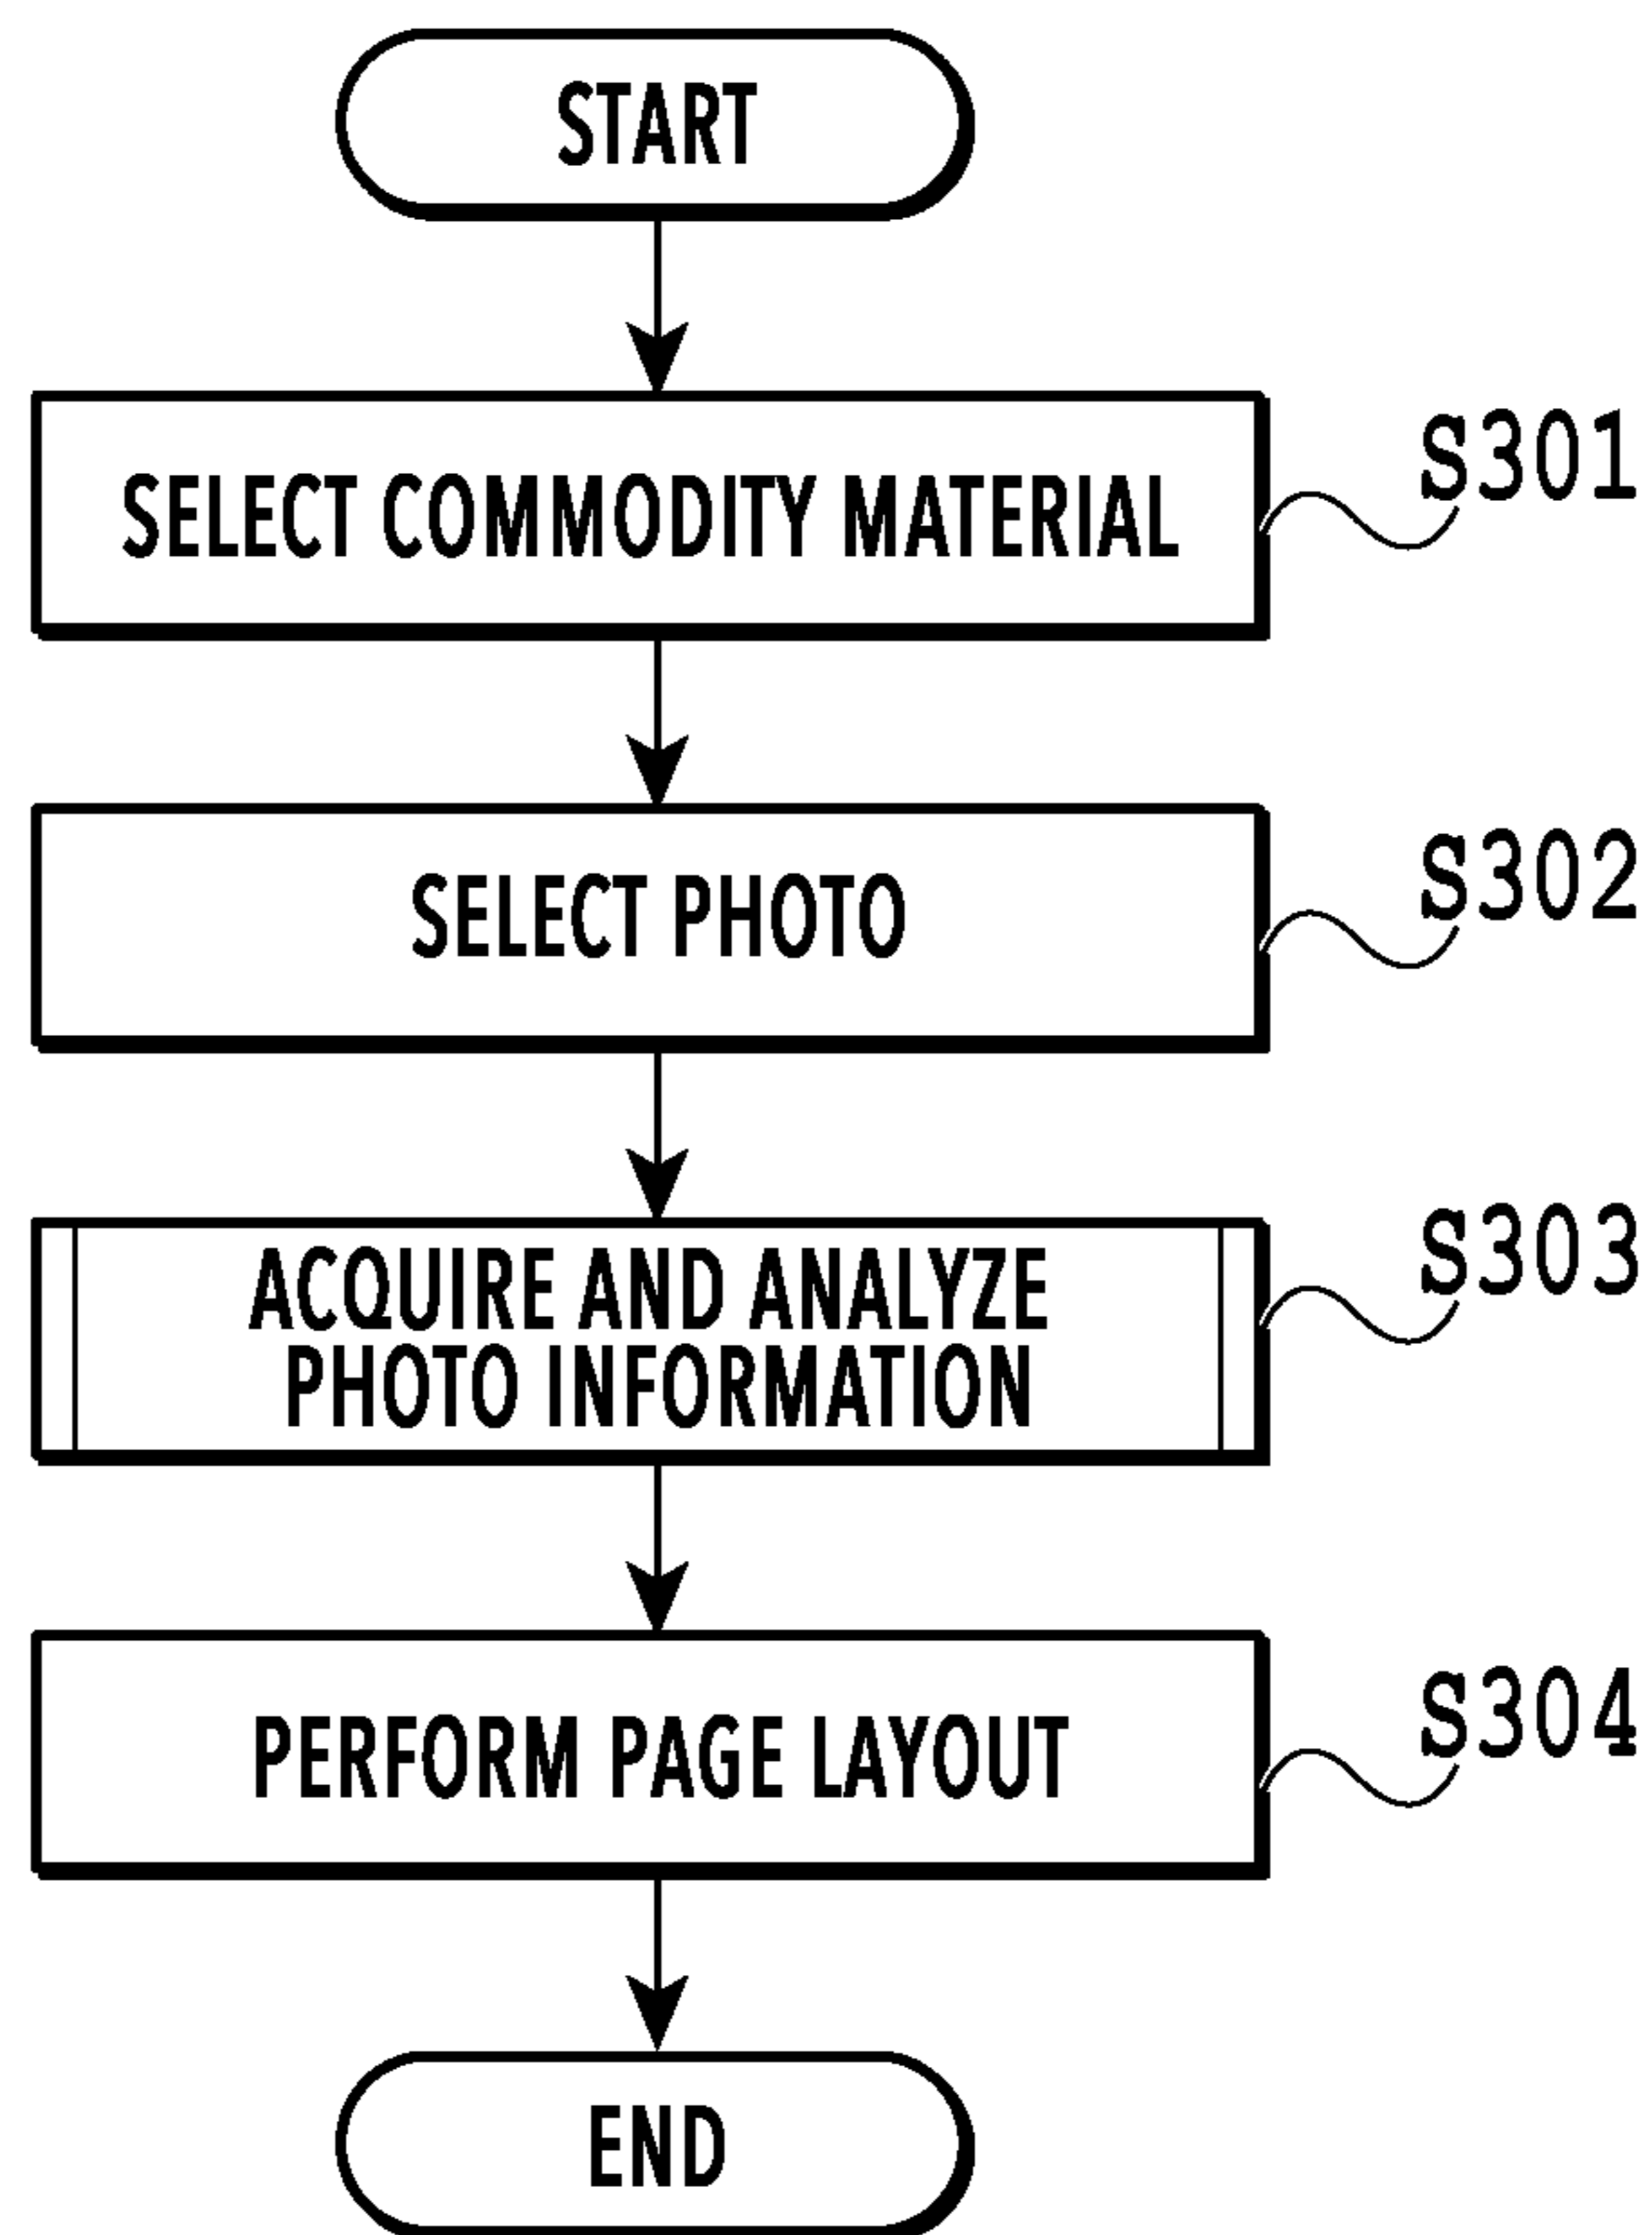 START
SELECT COMMODITY MATERIAL
S301
SELECT PHOTO
S302
ACQUIRE AND ANALYZE
PHOTO INFORMATION
S303
PERFORM PAGE LAYOUT
S304
END